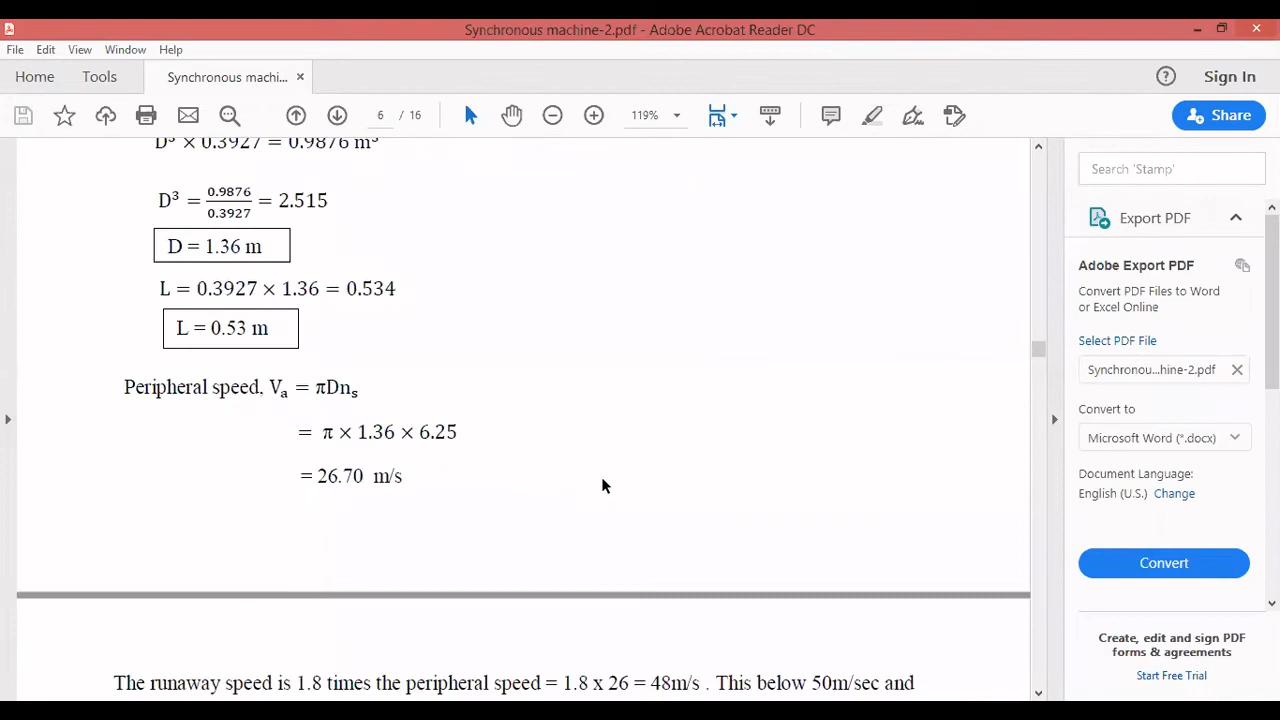 Synchronous machine-2.pdf - Adobe Acrobat Reader DC
File Edit View Window Help
Home Tools Synchronous machi... × Sign In
6 / 16 119% Share
D³ × 0.3927 = 0.9876 m³
D³ = 0.9876/0.3927 = 2.515
D = 1.36 m
L = 0.3927 × 1.36 = 0.534
L = 0.53 m
Peripheral speed, Vₐ = πDnₛ
= π × 1.36 × 6.25
= 26.70 m/s
The runaway speed is 1.8 times the peripheral speed = 1.8 x 26 = 48m/s . This below 50m/sec and
Search 'Stamp'
Export PDF
Adobe Export PDF
Convert PDF Files to Word
or Excel Online
Select PDF File
Synchronou...hine-2.pdf
Convert to
Microsoft Word (*.docx)
Document Language:
English (U.S.) Change
Convert
Create, edit and sign PDF
forms & agreements
Start Free Trial